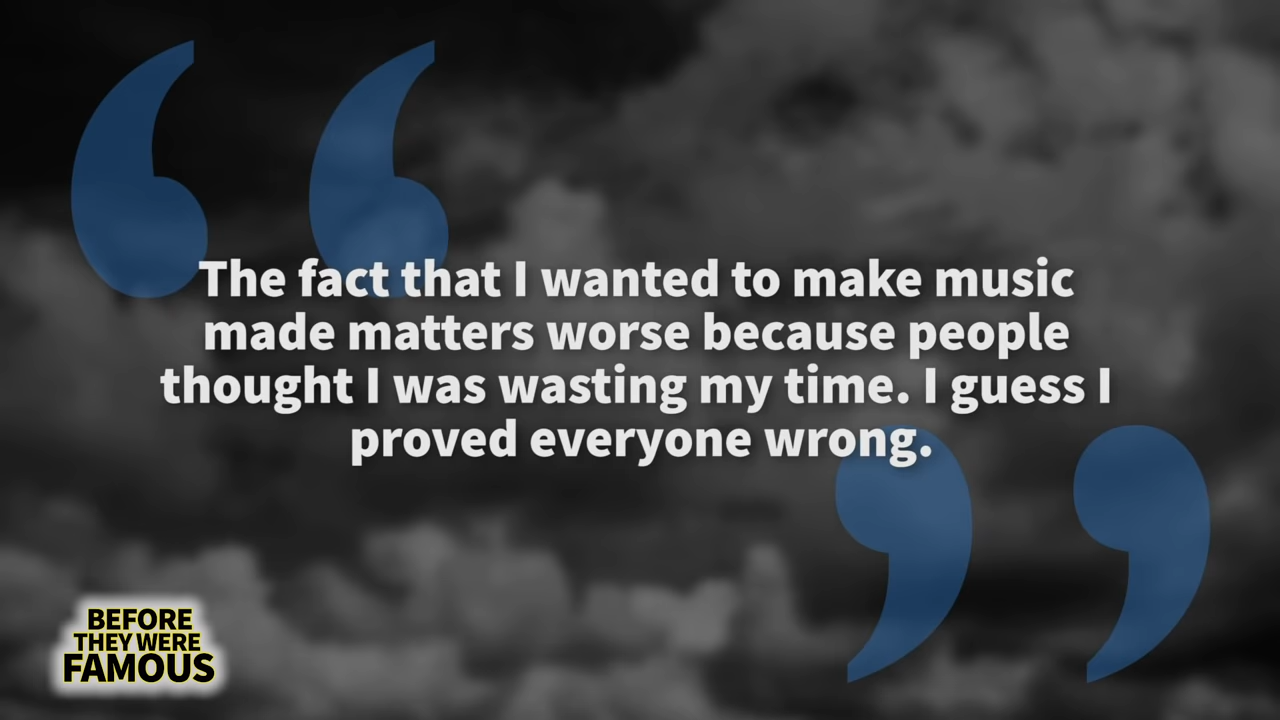 The fact that I wanted to make music
made matters worse because people
thought I was wasting my time. I guess I
proved everyone wrong.
BEFORE
THEY WERE
FAMOUS